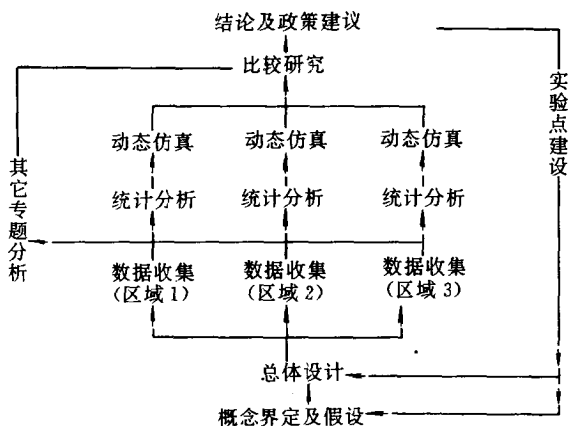 结论及政策建议
比较研究
动态仿真 动态仿真 动态仿真
统计分析 统计分析 统计分析
数据收集 数据收集 数据收集
(区域1) (区域2) (区域3)
总体设计
概念界定及假设
其它专题分析
实验点建设